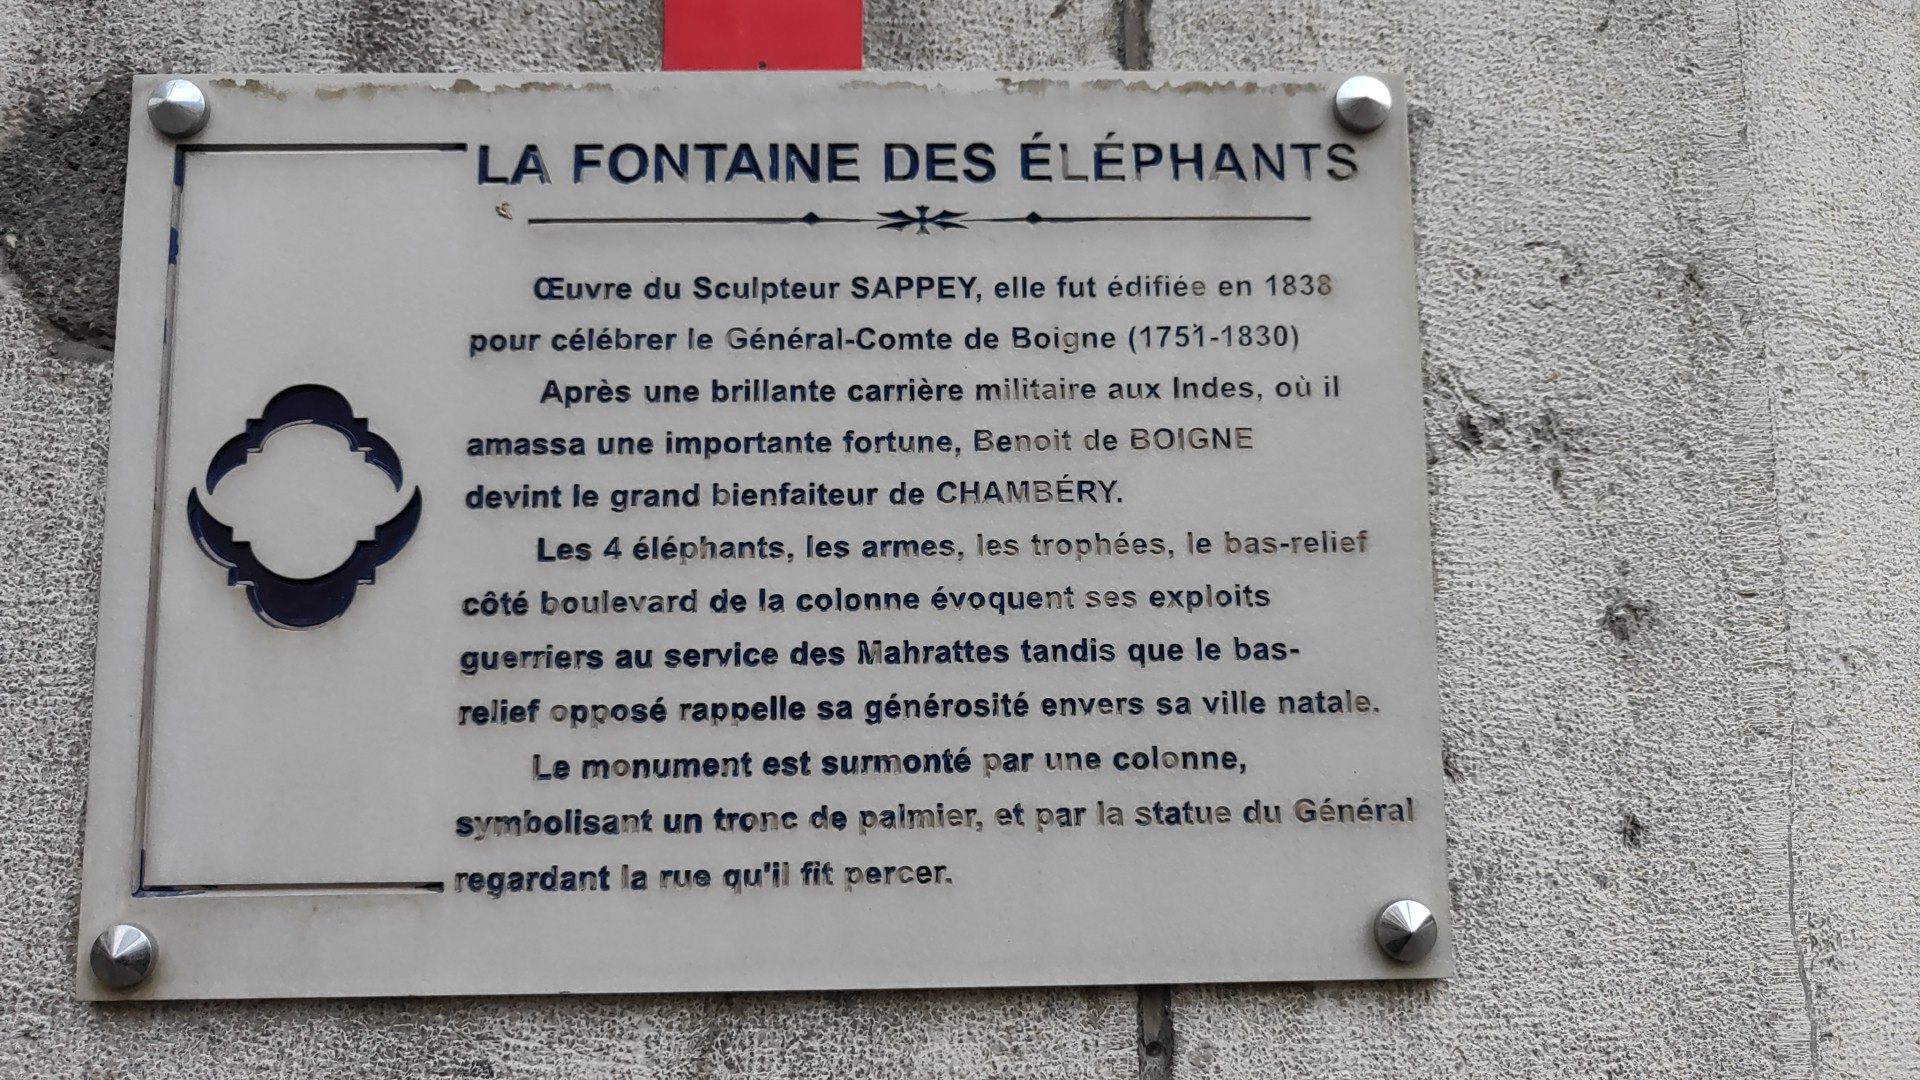 LA FONTAINE DES ÉLÉPHANTS
Œuvre du Sculpteur SAPPEY, elle fut édifiée en 1838
pour célébrer le Général-Comte de Boigne (1751-1830)
Après une brillante carrière militaire aux Indes, où il
amassa une importante fortune, Benoit de BOIGNE
devint le grand bienfaiteur de CHAMBÉRY.
Les 4 éléphants, les armes, les trophées, le bas-relief
côté boulevard de la colonne évoquent ses exploits
guerriers au service des Mahrattes tandis que le bas-
relief opposé rappelle sa générosité envers sa ville natale.
Le monument est surmonté par une colonne,
symbolisant un tronc de palmier, et par la statue du Général
regardant la rue qu'il fit percer.